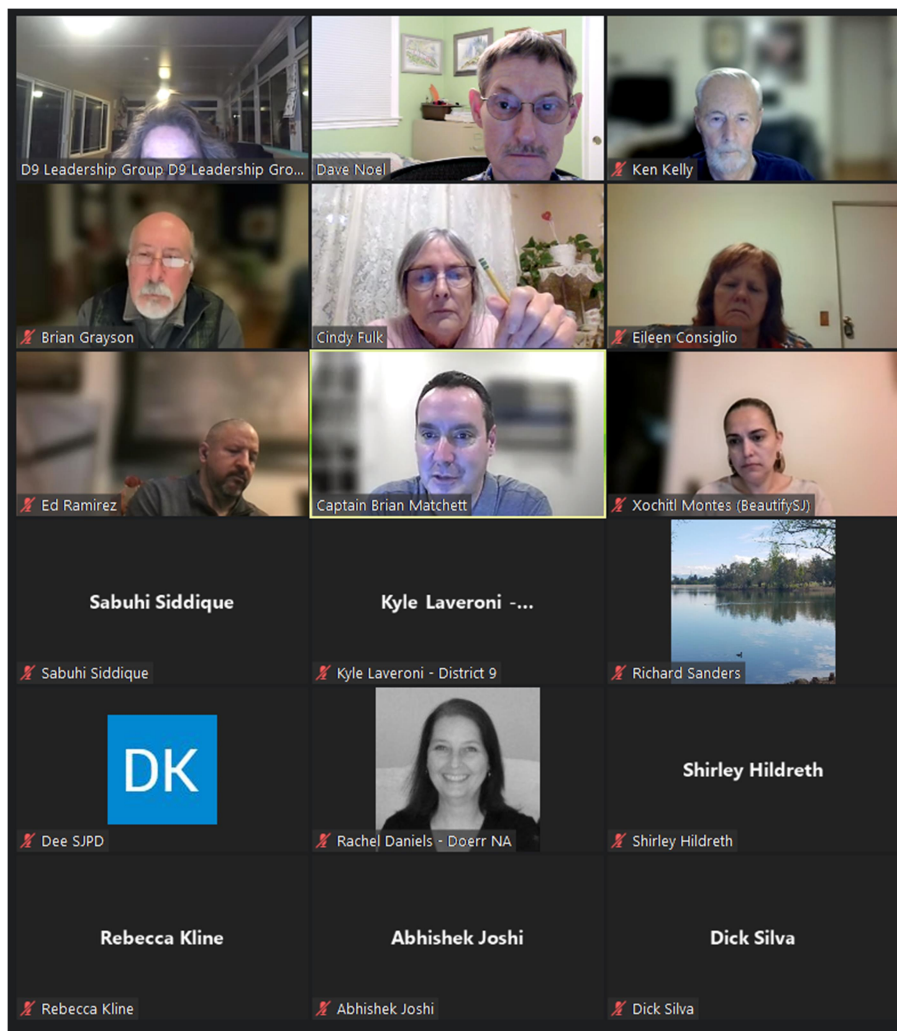 D9 Leadership Group D9 Leadership Gro...
Dave Noel
Ken Kelly
Brian Grayson
Cindy Fulk
Eileen Consiglio
Ed Ramirez
Captain Brian Matchett
Xochitl Montes (BeautifySJ)
Sabuhi Siddique
Kyle Laveroni -...
Sabuhi Siddique
Kyle Laveroni - District 9
Richard Sanders
DK
Shirley Hildreth
Dee SJPD
Rachel Daniels - Doerr NA
Shirley Hildreth
Rebecca Kline
Abhishek Joshi
Dick Silva
Rebecca Kline
Abhishek Joshi
Dick Silva